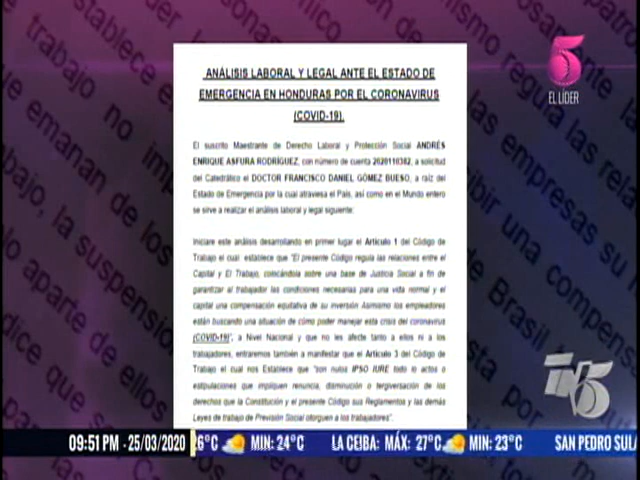 5
EL LÍDER
ANÁLISIS LABORAL Y LEGAL ANTE EL ESTADO DE
EMERGENCIA EN HONDURAS POR EL CORONAVIRUS
(COVID-19).
El suscrito Maestrante de Derecho Laboral y Protección Social ANDRÉS
ENRIQUE ASFURA RODRÍGUEZ, con número de cuenta 2020110382, a solicitud
del Catedrático el DOCTOR FRANCISCO DANIEL GÓMEZ BUESO, a raíz del
Estado de Emergencia por la cual atraviesa el País, así como en el Mundo entero
se sirve a realizar el análisis laboral y legal siguiente:
Iniciare este análisis desarrollando en primer lugar el Artículo 1 del Código de
Trabajo el cual establece que "El presente Código regula las relaciones entre el
Capital y El Trabajo, colocándola sobre una base de Justicia Social a fin de
garantizar al trabajador las condiciones necesarias para una vida normal y el
capital una compensación equitativa de su inversión Asimismo los empleadores
están buscando una situación de cómo poder manejar esta crisis del coronavirus
(COVID-19)", a Nivel Nacional y que no les afecte tanto a ellos ni a los
trabajadores, entraremos también a manifestar que el Artículo 3 del Código de
Trabajo el cual nos Establece que "son nulos IPSO IURE todo lo actos o
estipulaciones que impliquen renuncia, disminución o tergiversación de los
derechos que la Constitución y el presente Código sus Reglamentos y las demás
Leyes de trabajo de Previsión Social otorguen a los trabajadores".
TN5
09:51 PM - 25/03/2020 26°C MIN: 24°C LA CEIBA: MÁX: 27°C MIN: 23°C SAN PEDRO SULA